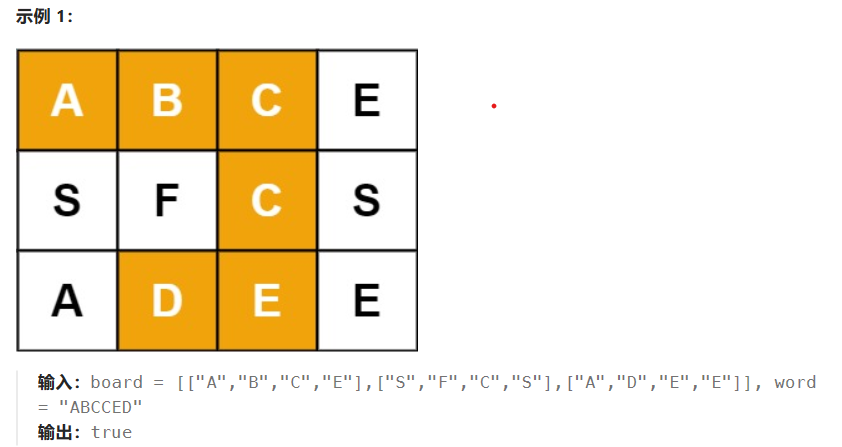 示例 1：
A B C E
S F C S
A D E E
输入：board = [["A","B","C","E"],["S","F","C","S"],["A","D","E","E"]], word
= "ABCCED"
输出：true